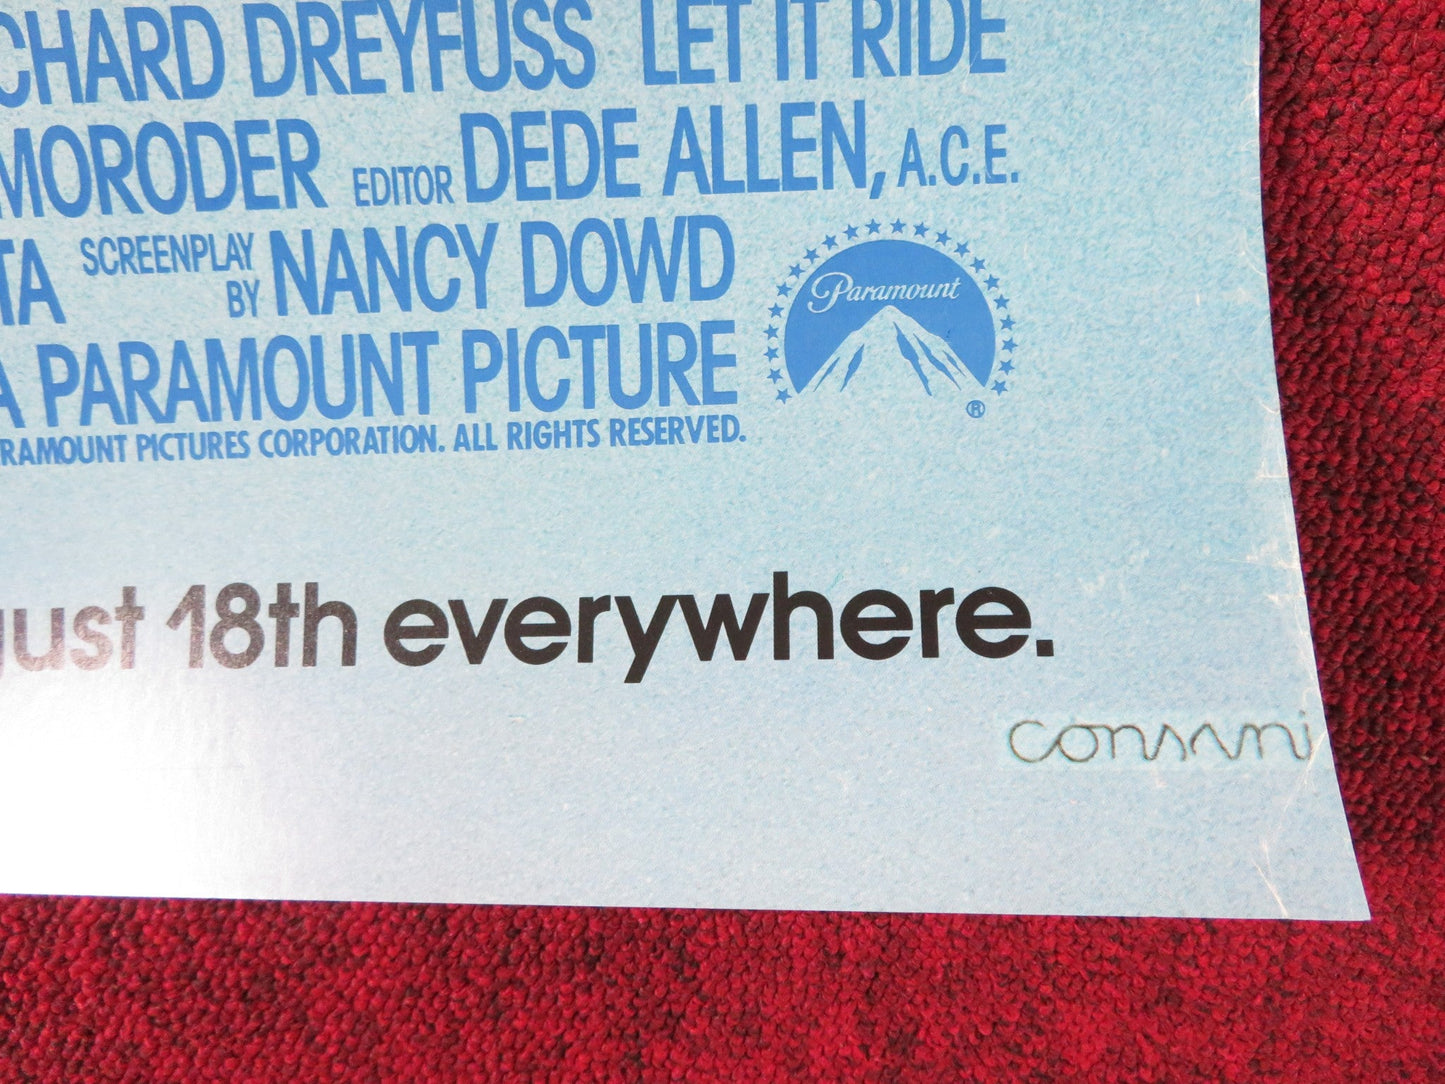 CHARD DREYFUSS LET IT RIDE
MORODER EDITOR DEDE ALLEN, A.C.E.
TA SCREENPLAY BY NANCY DOWD
Paramount
A PARAMOUNT PICTURE
®
RAMOUNT PICTURES CORPORATION. ALL RIGHTS RESERVED.
gust 18th everywhere.
consani